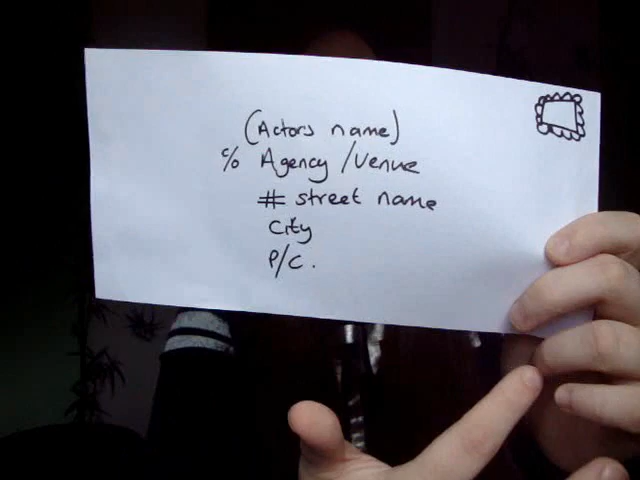 (Actors name)
c/o Agency /Venue
# street name
City
P/C.